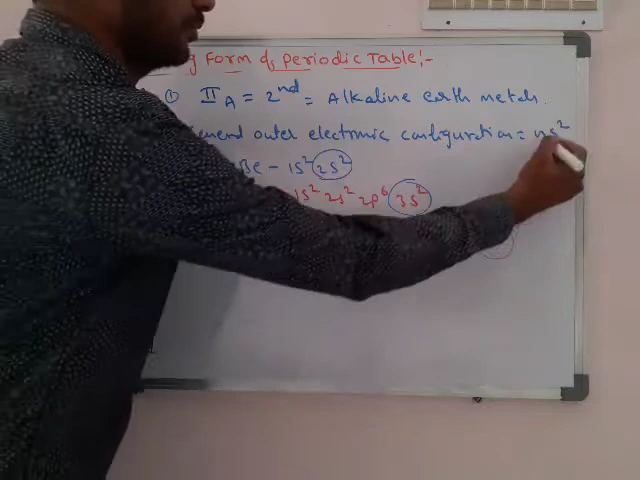 Form of Periodic Table:-
① II A = 2nd = Alkaline earth metals.
outer electronic configuration = ns²
Be - 1s² 2s²
1s² 2s² 2p⁶ 3s²